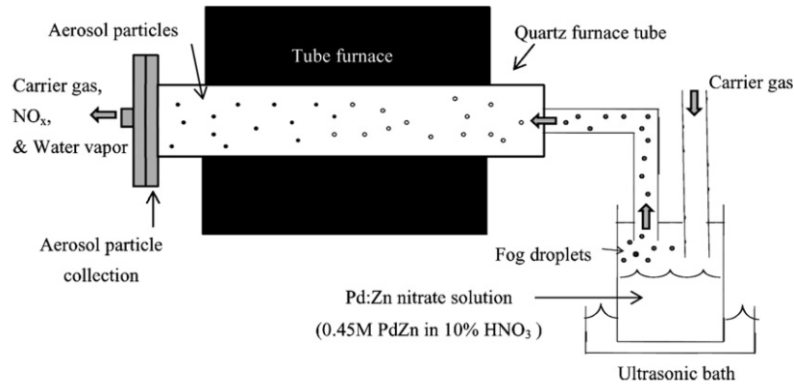 Aerosol particles
Tube furnace
Quartz furnace tube
Carrier gas,
NOₓ,
& Water vapor
Carrier gas
Aerosol particle
collection
Fog droplets
Pd:Zn nitrate solution
(0.45M PdZn in 10% HNO₃ )
Ultrasonic bath